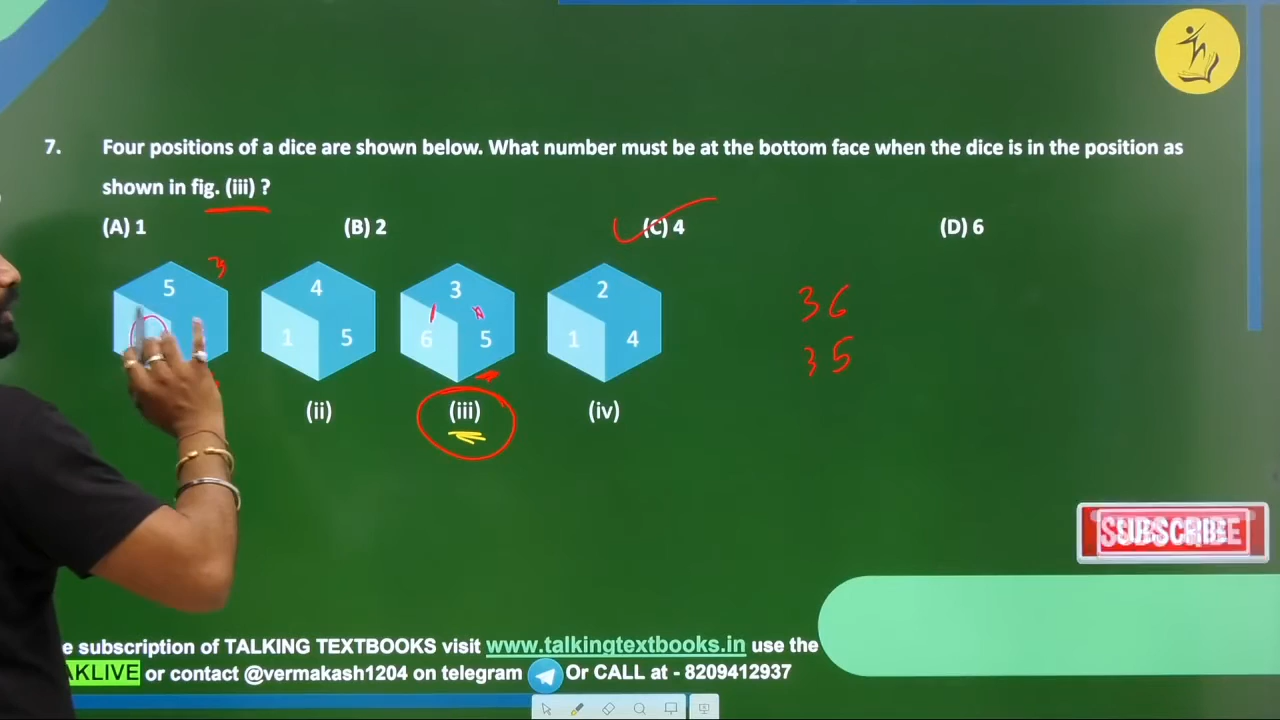 7. Four positions of a dice are shown below. What number must be at the bottom face when the dice is in the position as
shown in fig. (iii) ?
(A) 1 (B) 2 (C) 4 (D) 6
5 3
4 1 5
3 6 5
2 1 4
3 6
3 5
(ii) (iii) (iv)
SUBSCRIBE
e subscription of TALKING TEXTBOOKS visit www.talkingtextbooks.in use the
AKLIVE or contact @vermakash1204 on telegram Or CALL at - 8209412937